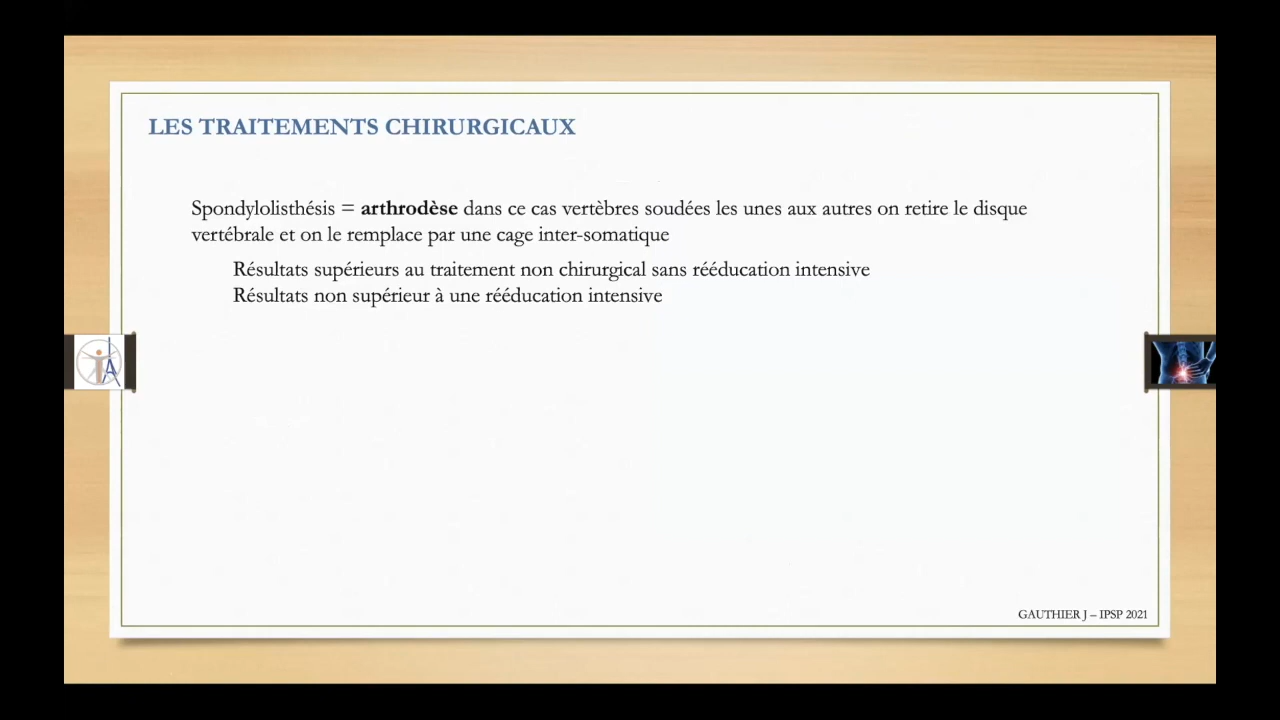 LES TRAITEMENTS CHIRURGICAUX
Spondylolisthésis = arthrodèse dans ce cas vertèbres soudées les unes aux autres on retire le disque
vertébrale et on le remplace par une cage inter-somatique
Résultats supérieurs au traitement non chirurgical sans rééducation intensive
Résultats non supérieur à une rééducation intensive
GAUTHIER J – IPSP 2021